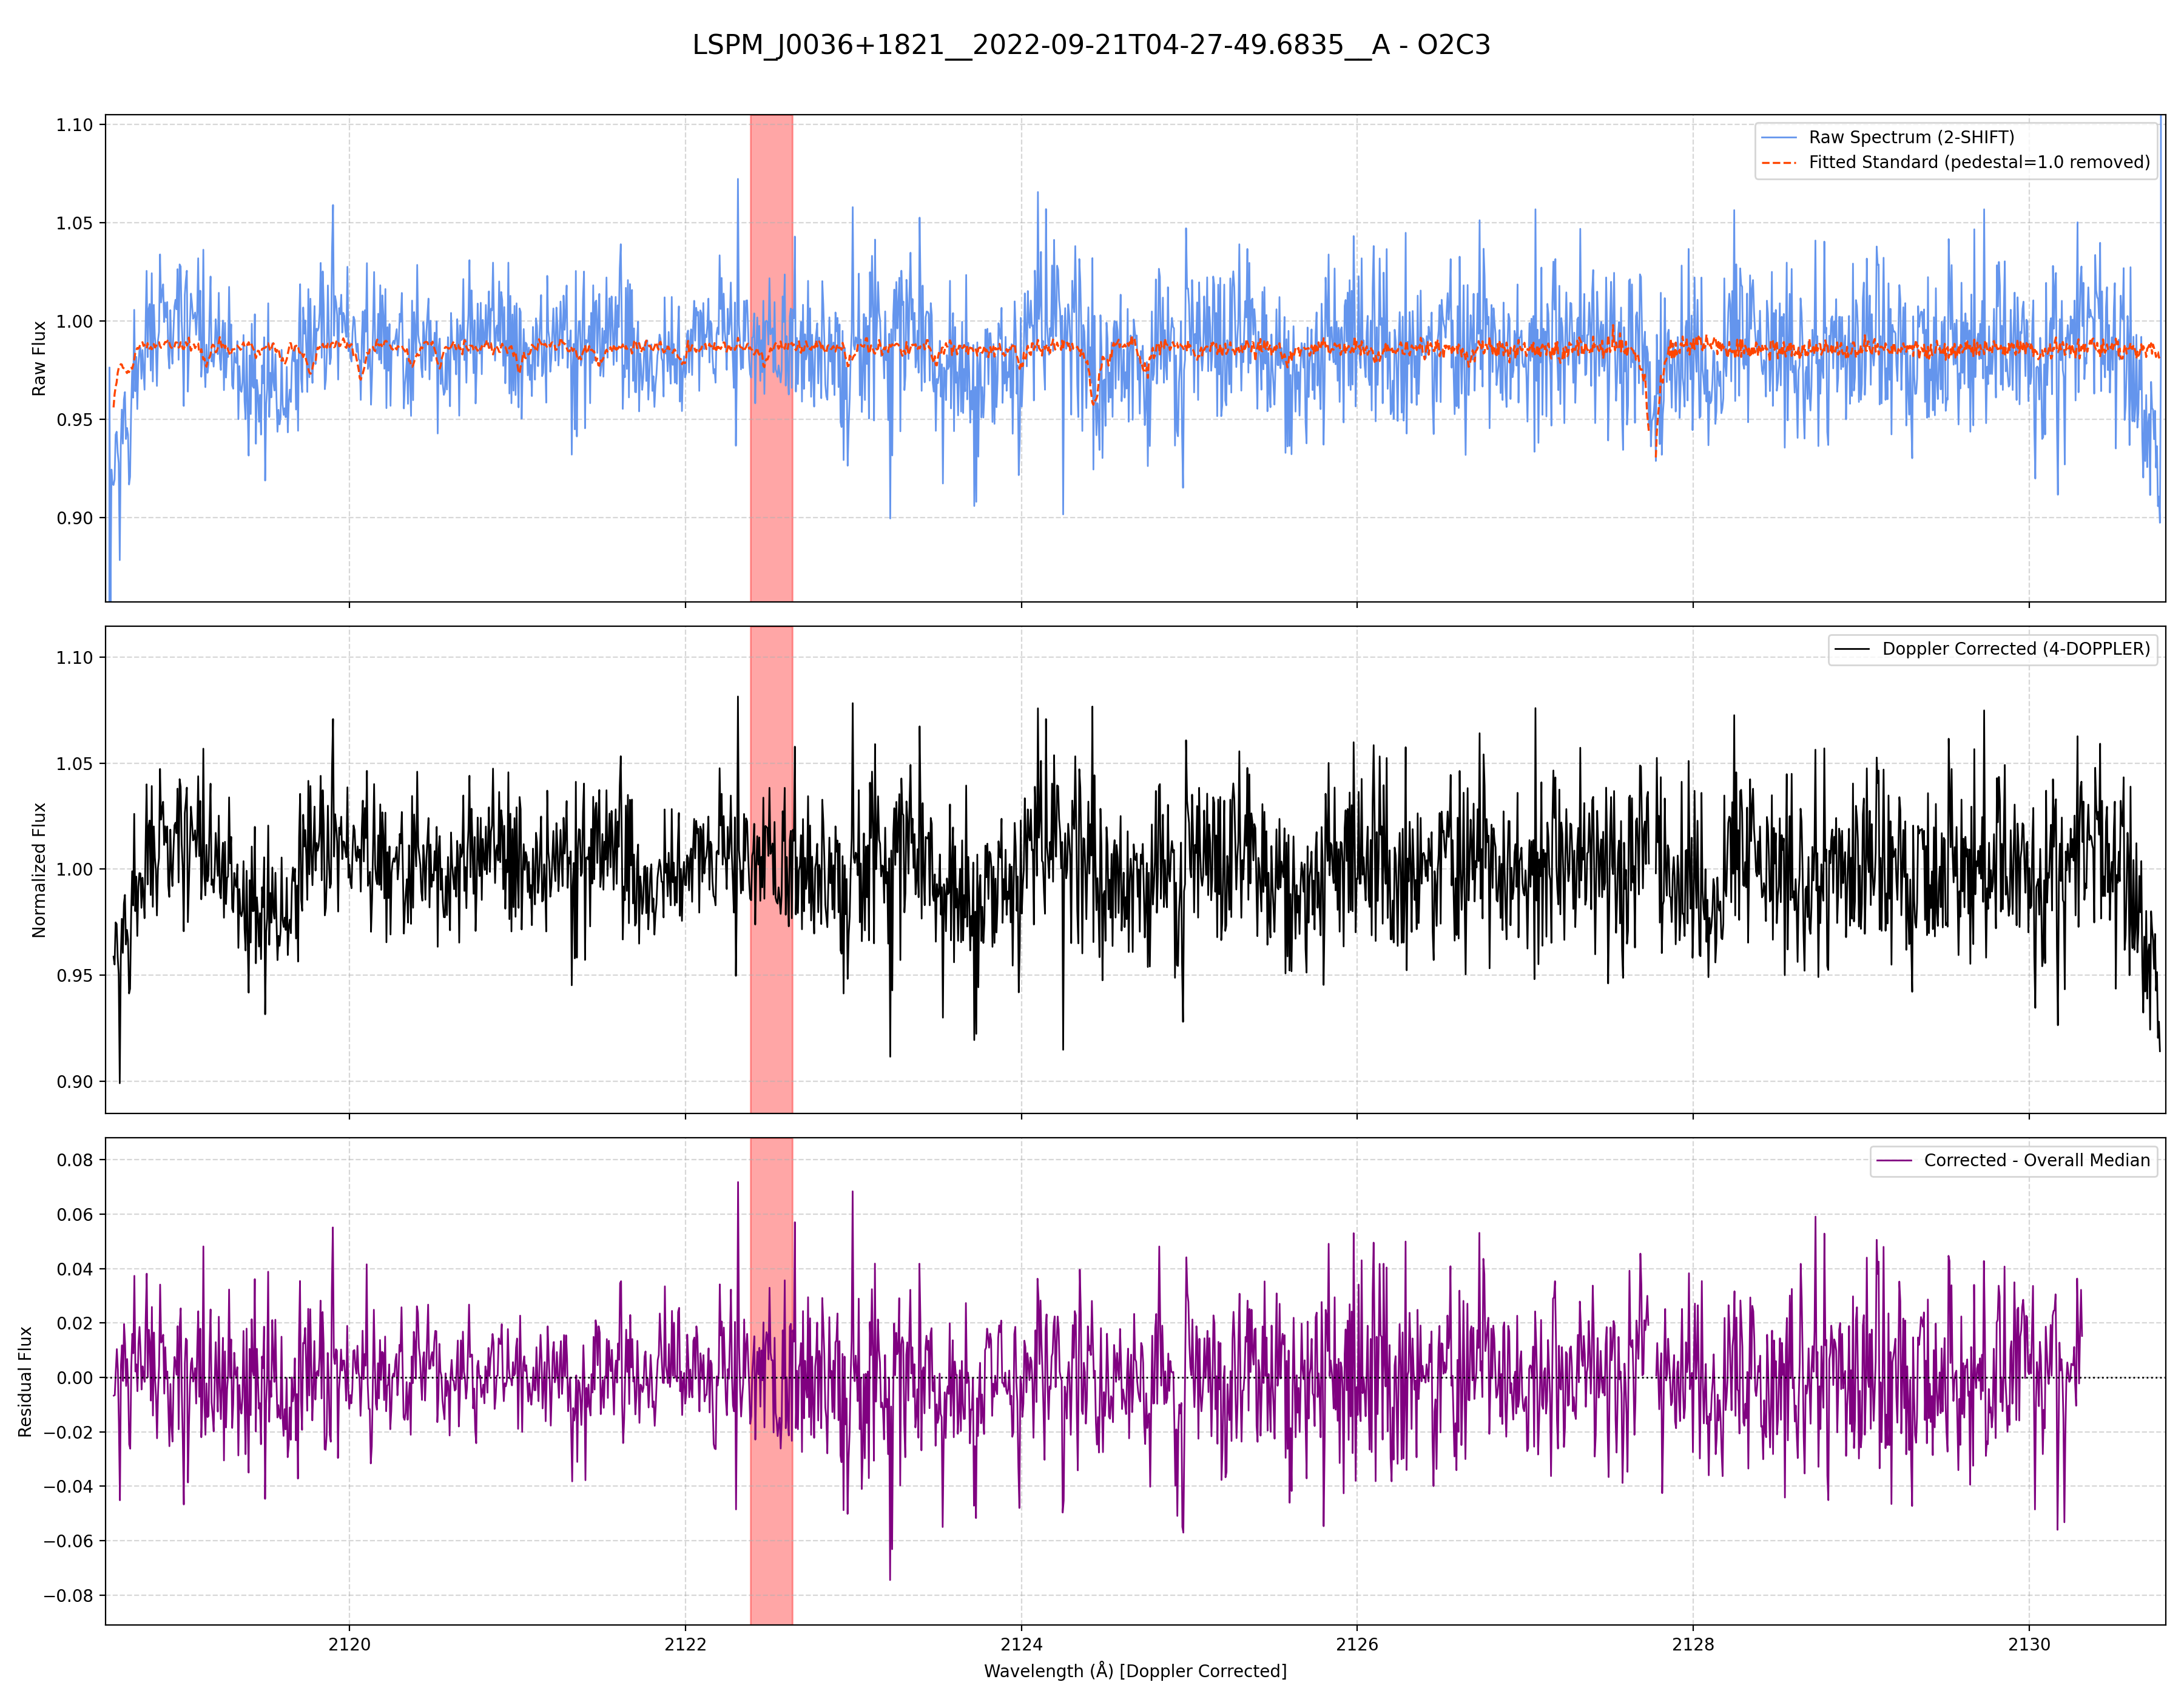 LSPM_J0036+1821__2022-09-21T04-27-49.6835__A - O2C3
Raw Spectrum (2-SHIFT)
Fitted Standard (pedestal=1.0 removed)
Raw Flux
1.10
1.05
1.00
0.95
0.90
Doppler Corrected (4-DOPPLER)
Normalized Flux
1.10
1.05
1.00
0.95
0.90
Corrected - Overall Median
Residual Flux
0.08
0.06
0.04
0.02
0.00
−0.02
−0.04
−0.06
−0.08
2120 2122 2124 2126 2128 2130
Wavelength (Å) [Doppler Corrected]